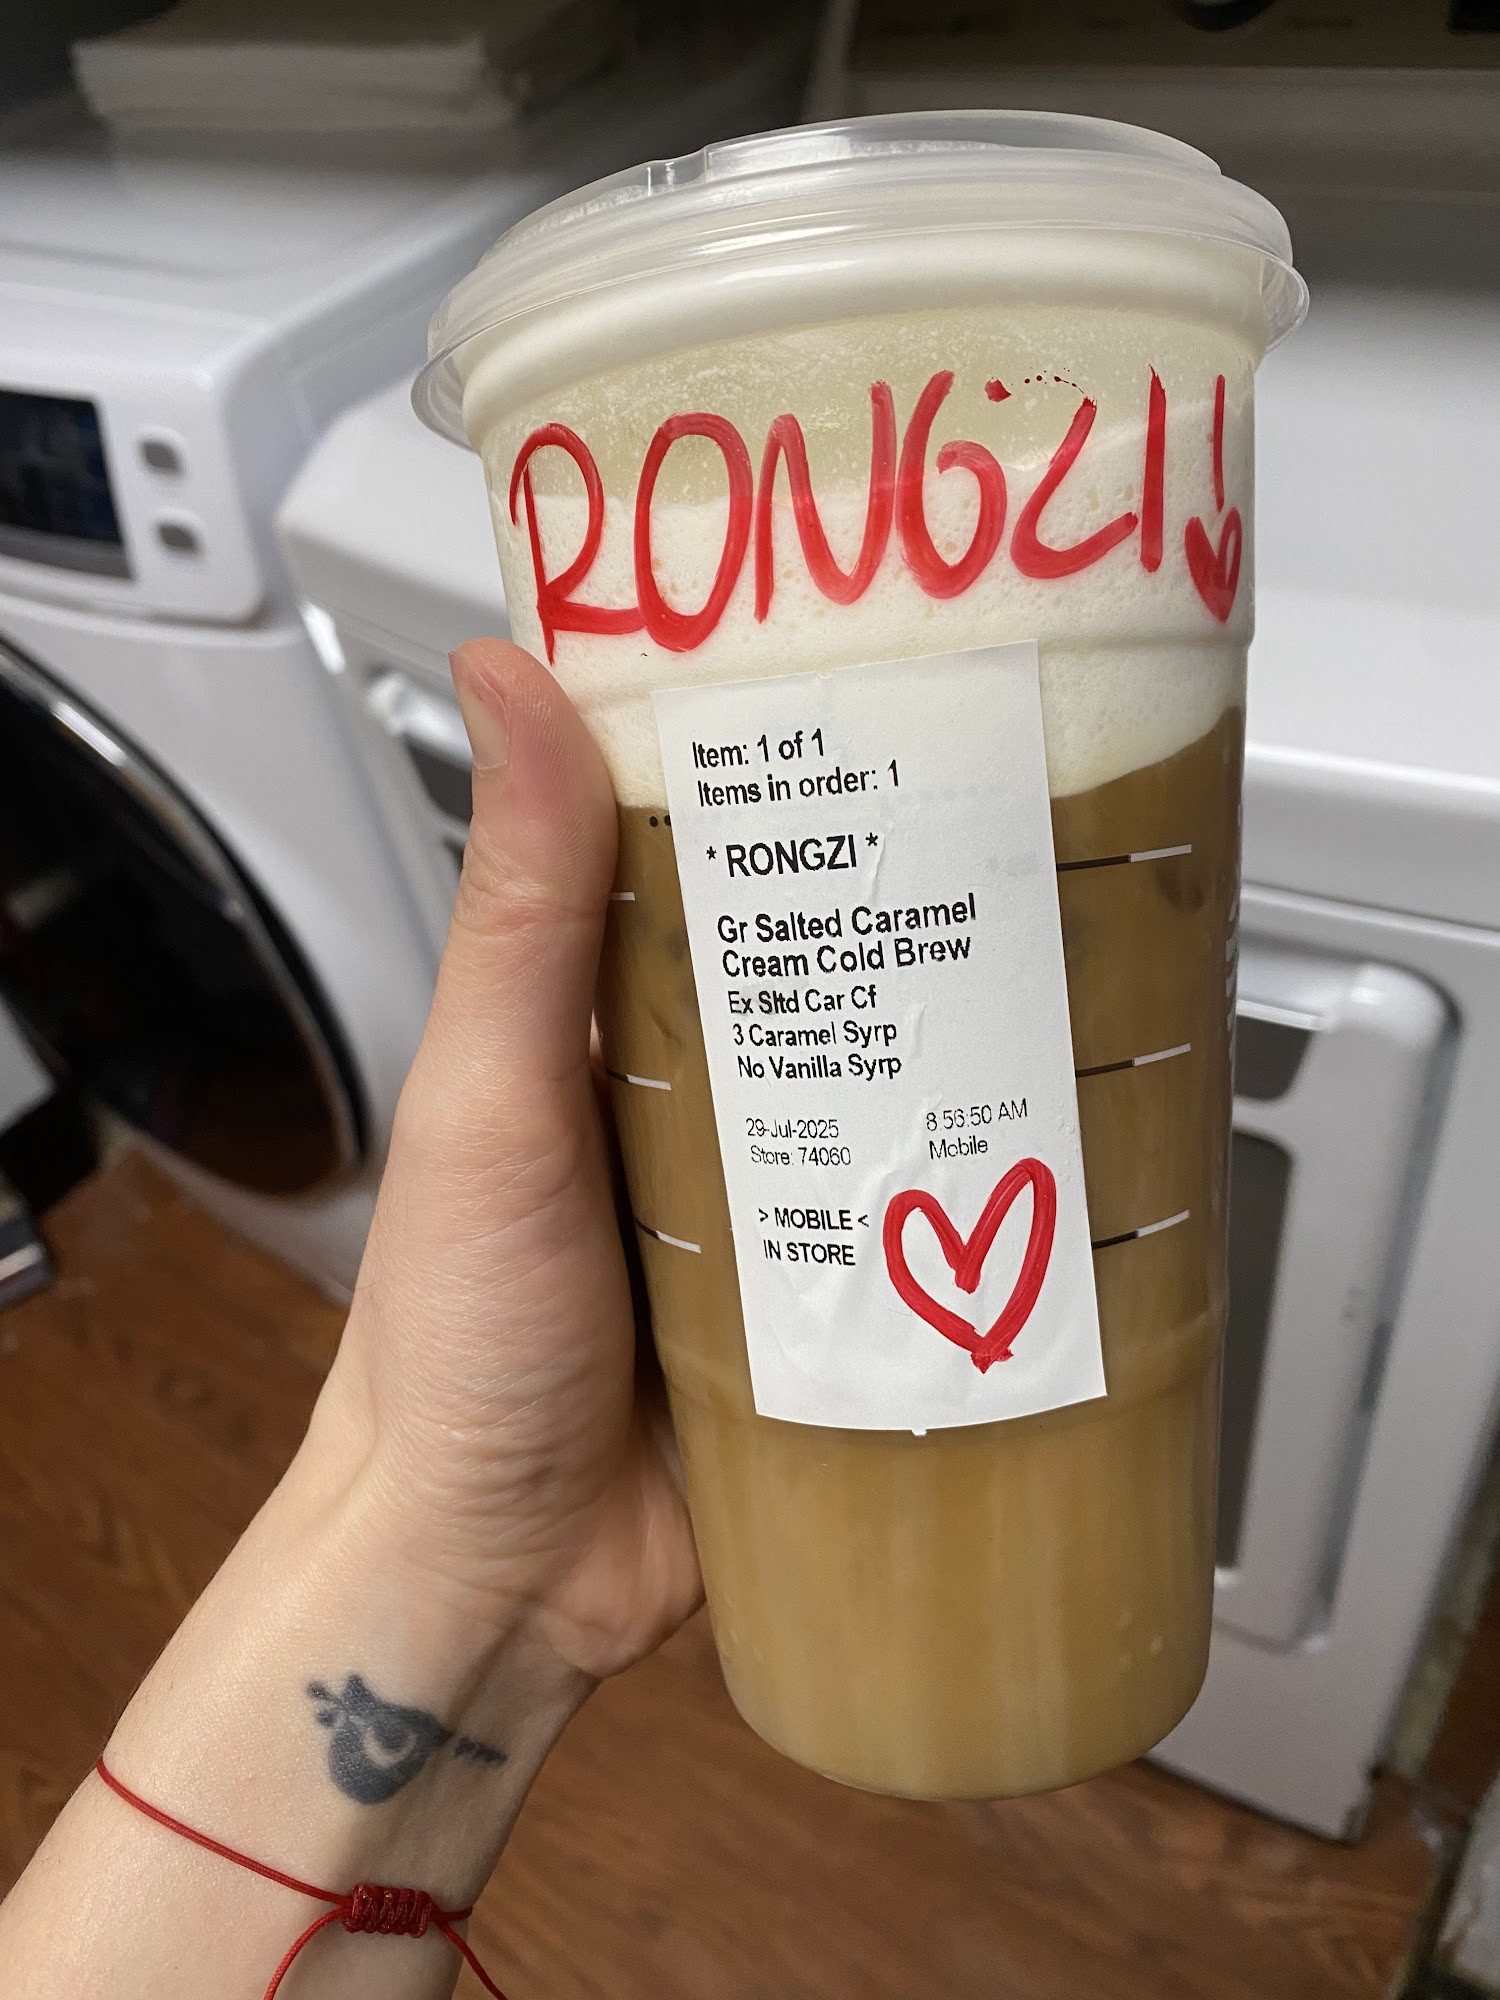 RONGZI!
Item: 1 of 1
Items in order: 1
* RONGZI *
Gr Salted Caramel
Cream Cold Brew
Ex Sltd Car Cf
3 Caramel Syrp
No Vanilla Syrp
29-Jul-2025 8:56:50 AM
Store: 74060 Mobile
> MOBILE <
IN STORE